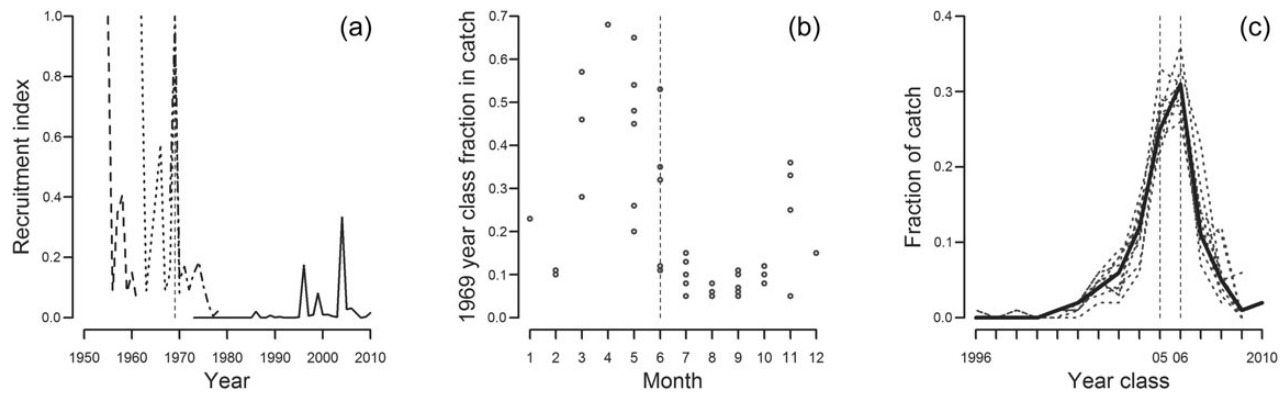 (a)
Recruitment index
1.0
0.8
0.6
0.4
0.2
0.0
1950 1960 1970 1980 1990 2000 2010
Year
(b)
1969 year class fraction in catch
0.7
0.6
0.5
0.4
0.3
0.2
0.1
0.0
1 2 3 4 5 6 7 8 9 10 11 12
Month
(c)
Fraction of catch
0.4
0.3
0.2
0.1
0.0
1996 05 06 2010
Year class